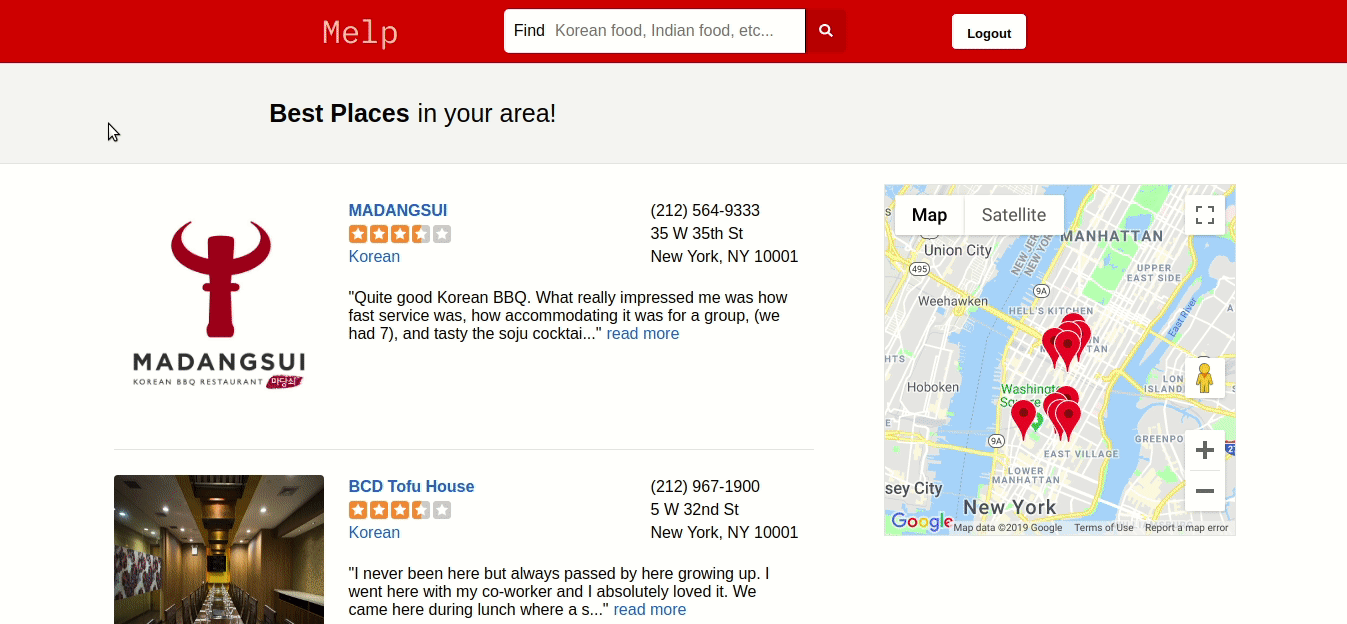 Melp
Find Korean food, Indian food, etc...
Logout
Best Places in your area!
MADANGSUI
KOREAN BBQ RESTAURANT 마당쇠
MADANGSUI
Korean
(212) 564-9333
35 W 35th St
New York, NY 10001
"Quite good Korean BBQ. What really impressed me was how
fast service was, how accommodating it was for a group, (we
had 7), and tasty the soju cocktai..." read more
BCD Tofu House
Korean
(212) 967-1900
5 W 32nd St
New York, NY 10001
"I never been here but always passed by here growing up. I
went here with my co-worker and I absolutely loved it. We
came here during lunch where a s..." read more
Map
Satellite
MANHATTAN
Union City
NEW JERSEY
NEW YORK
495
UPPER
EAST SIDE
9A
Weehawken
HELL'S KITCHEN
East River
Hoboken
LON
ISLAND
9A
EAST VILLAGE
GREENPO
LOWER
MANHATTAN
sey City
New York
Google
Map data ©2019 Google
Terms of Use
Report a map error